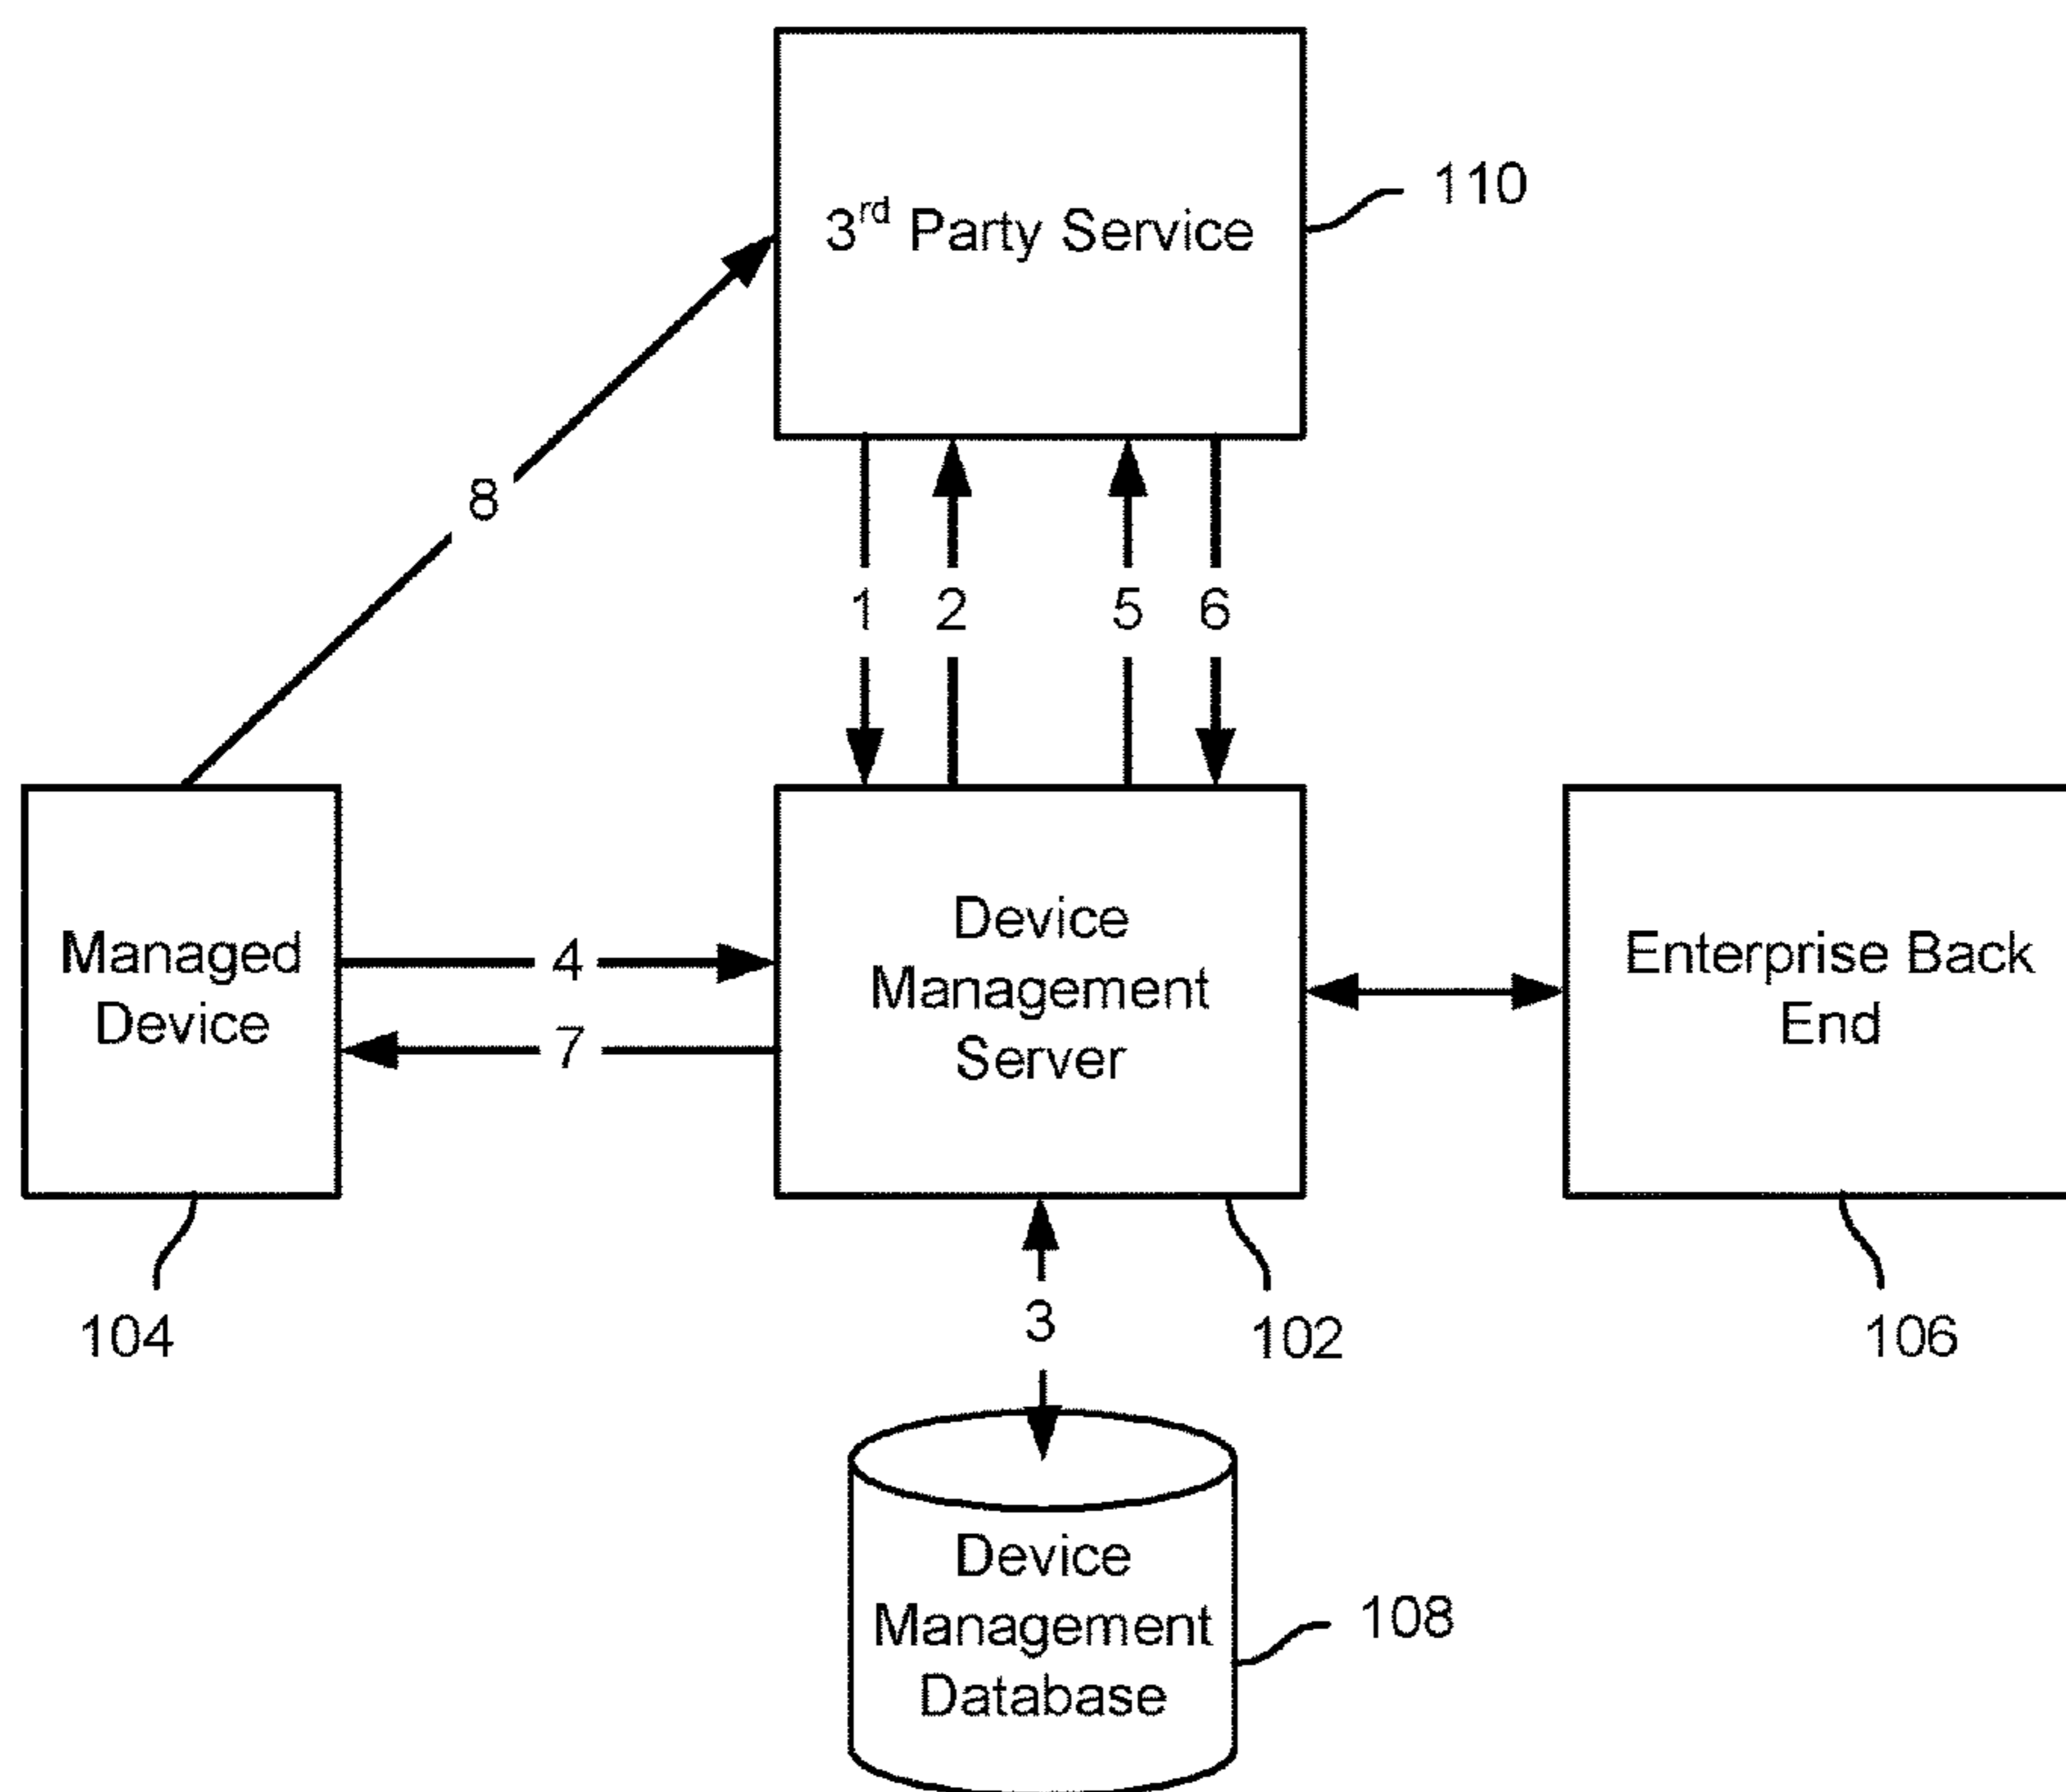 3rd Party Service
110
8
1 2 5 6
Managed
Device
4
7
Device
Management
Server
Enterprise Back
End
104
3
102
106
Device
Management
Database
108